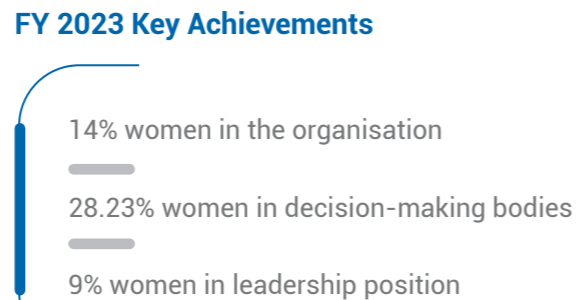 FY 2023 Key Achievements
14% women in the organisation
28.23% women in decision-making bodies
9% women in leadership position